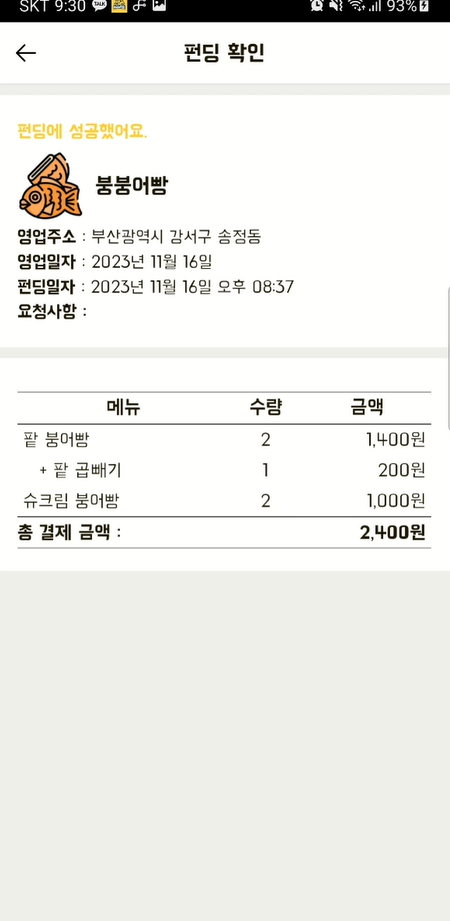 SKT 9:30 93%
펀딩 확인
펀딩에 성공했어요.
붕붕어빵
영업주소 : 부산광역시 강서구 송정동
영업일자 : 2023년 11월 16일
펀딩일자 : 2023년 11월 16일 오후 08:37
요청사항 :
메뉴 수량 금액
팥 붕어빵 2 1,400원
+ 팥 곱빼기 1 200원
슈크림 붕어빵 2 1,000원
총 결제 금액 : 2,400원